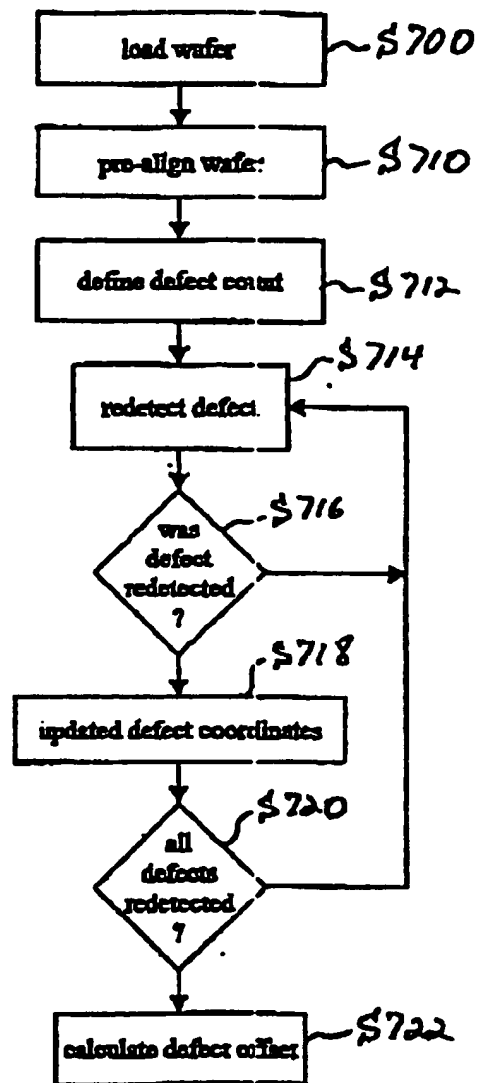 load wafer
S700
pre-align wafer
S710
define defect count
S712
S714
redetect defect
S716
was
defect
redetected
?
S718
updated defect coordinates
S720
all
defects
redetected
?
calculate defect offset
S722